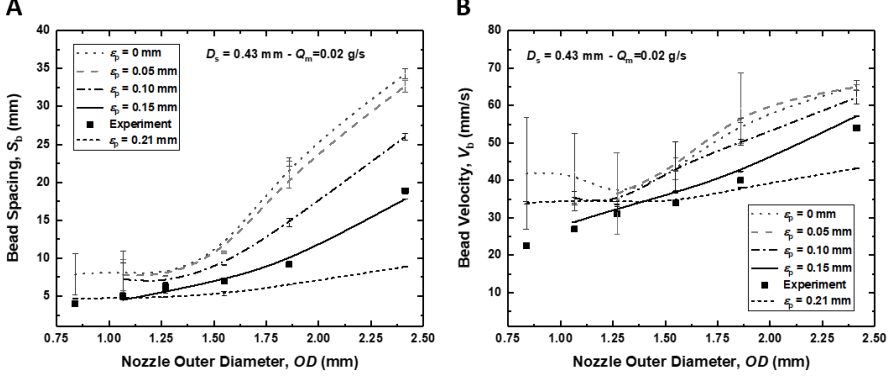 A
40
35
30
25
20
15
10
5
0
0.75 1.00 1.25 1.50 1.75 2.00 2.25 2.50
Bead Spacing, S_b (mm)
Nozzle Outer Diameter, OD (mm)
ε_p = 0 mm
ε_p = 0.05 mm
ε_p = 0.10 mm
ε_p = 0.15 mm
Experiment
ε_p = 0.21 mm
D_s = 0.43 mm - Q_m=0.02 g/s
B
80
70
60
50
40
30
20
10
0
0.50 0.75 1.00 1.25 1.50 1.75 2.00 2.25 2.50
Bead Velocity, V_b (mm/s)
Nozzle Outer Diameter, OD (mm)
D_s = 0.43 mm - Q_m=0.02 g/s
ε_p = 0 mm
ε_p = 0.05 mm
ε_p = 0.10 mm
ε_p = 0.15 mm
Experiment
ε_p = 0.21 mm